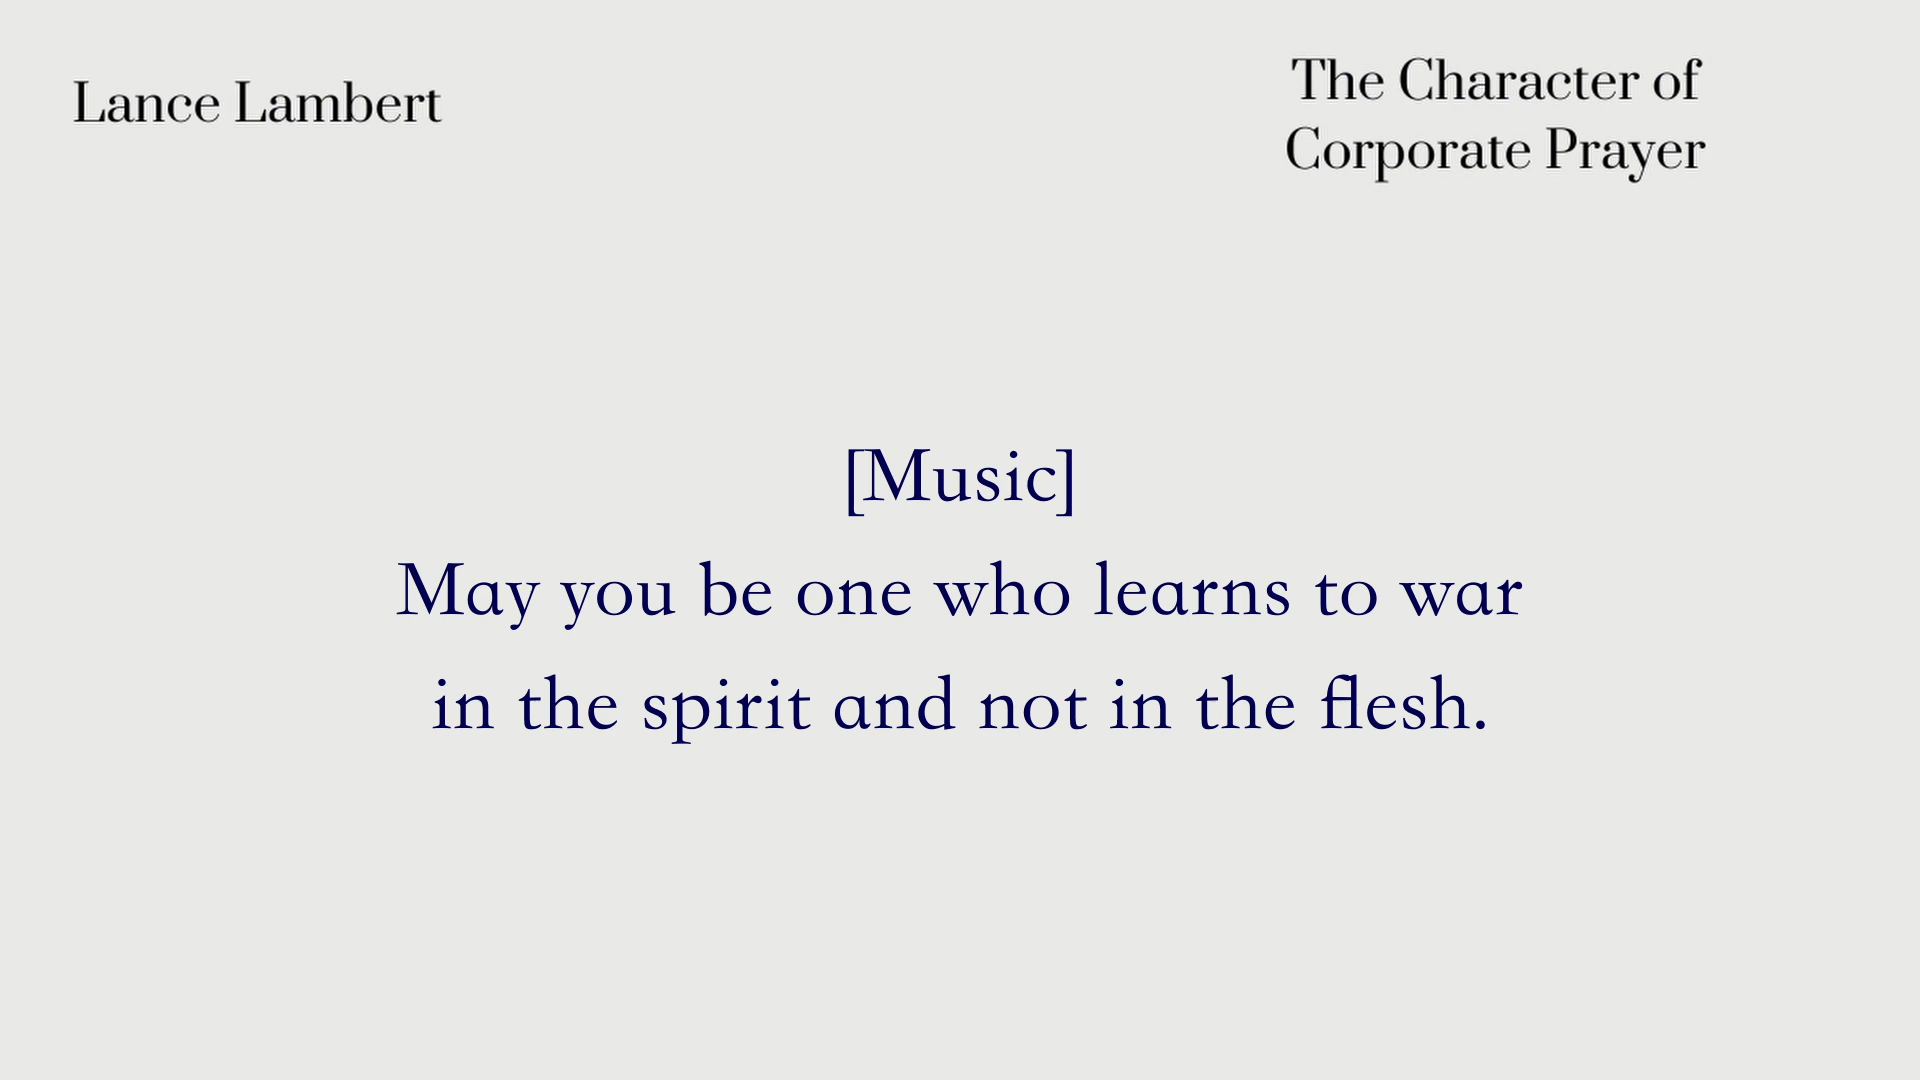 Lance Lambert
The Character of
Corporate Prayer
[Music]
May you be one who learns to war
in the spirit and not in the flesh.